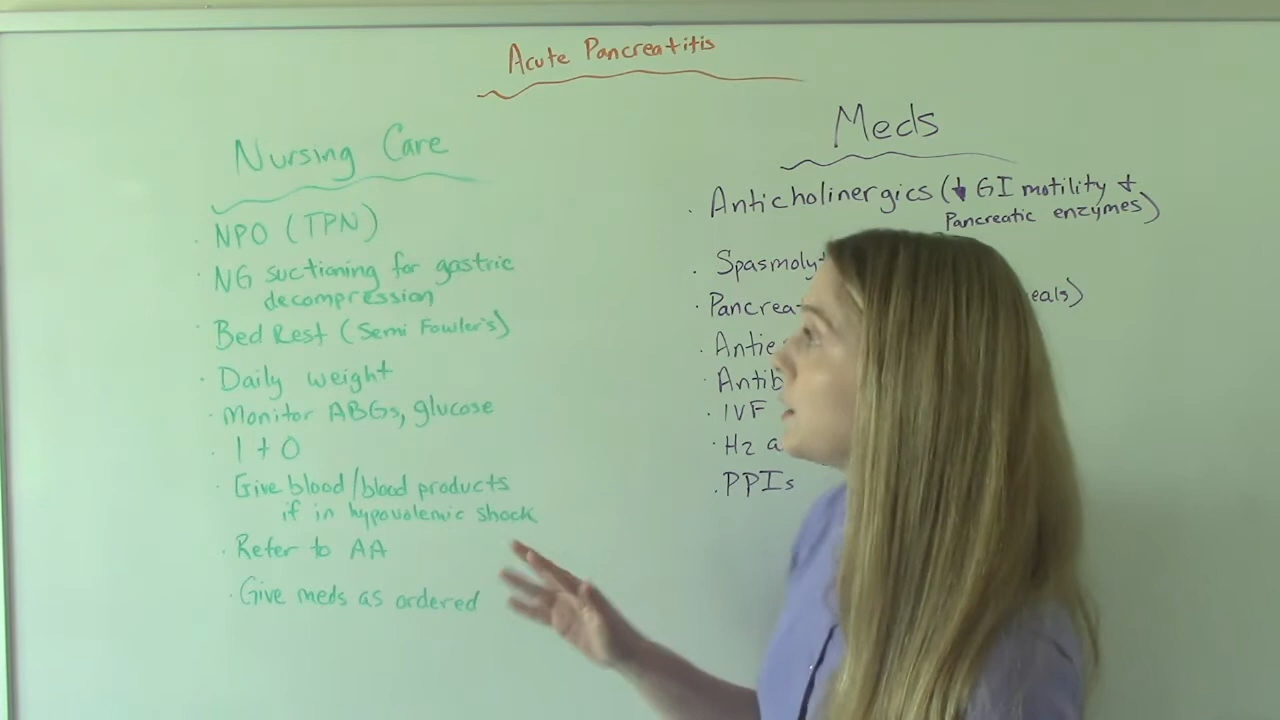 Acute Pancreatitis
Nursing Care
· NPO (TPN)
· NG suctioning for gastric
decompression
· Bed Rest (Semi Fowler's)
· Daily weight
· Monitor ABGs, glucose
· I + O
· Give blood/blood products
if in hypovolemic shock
· Refer to AA
· Give meds as ordered
Meds
· Anticholinergics (↓ GI motility +
Pancreatic enzymes)
·
·
·
·
· IVF
· H2
· PPIs